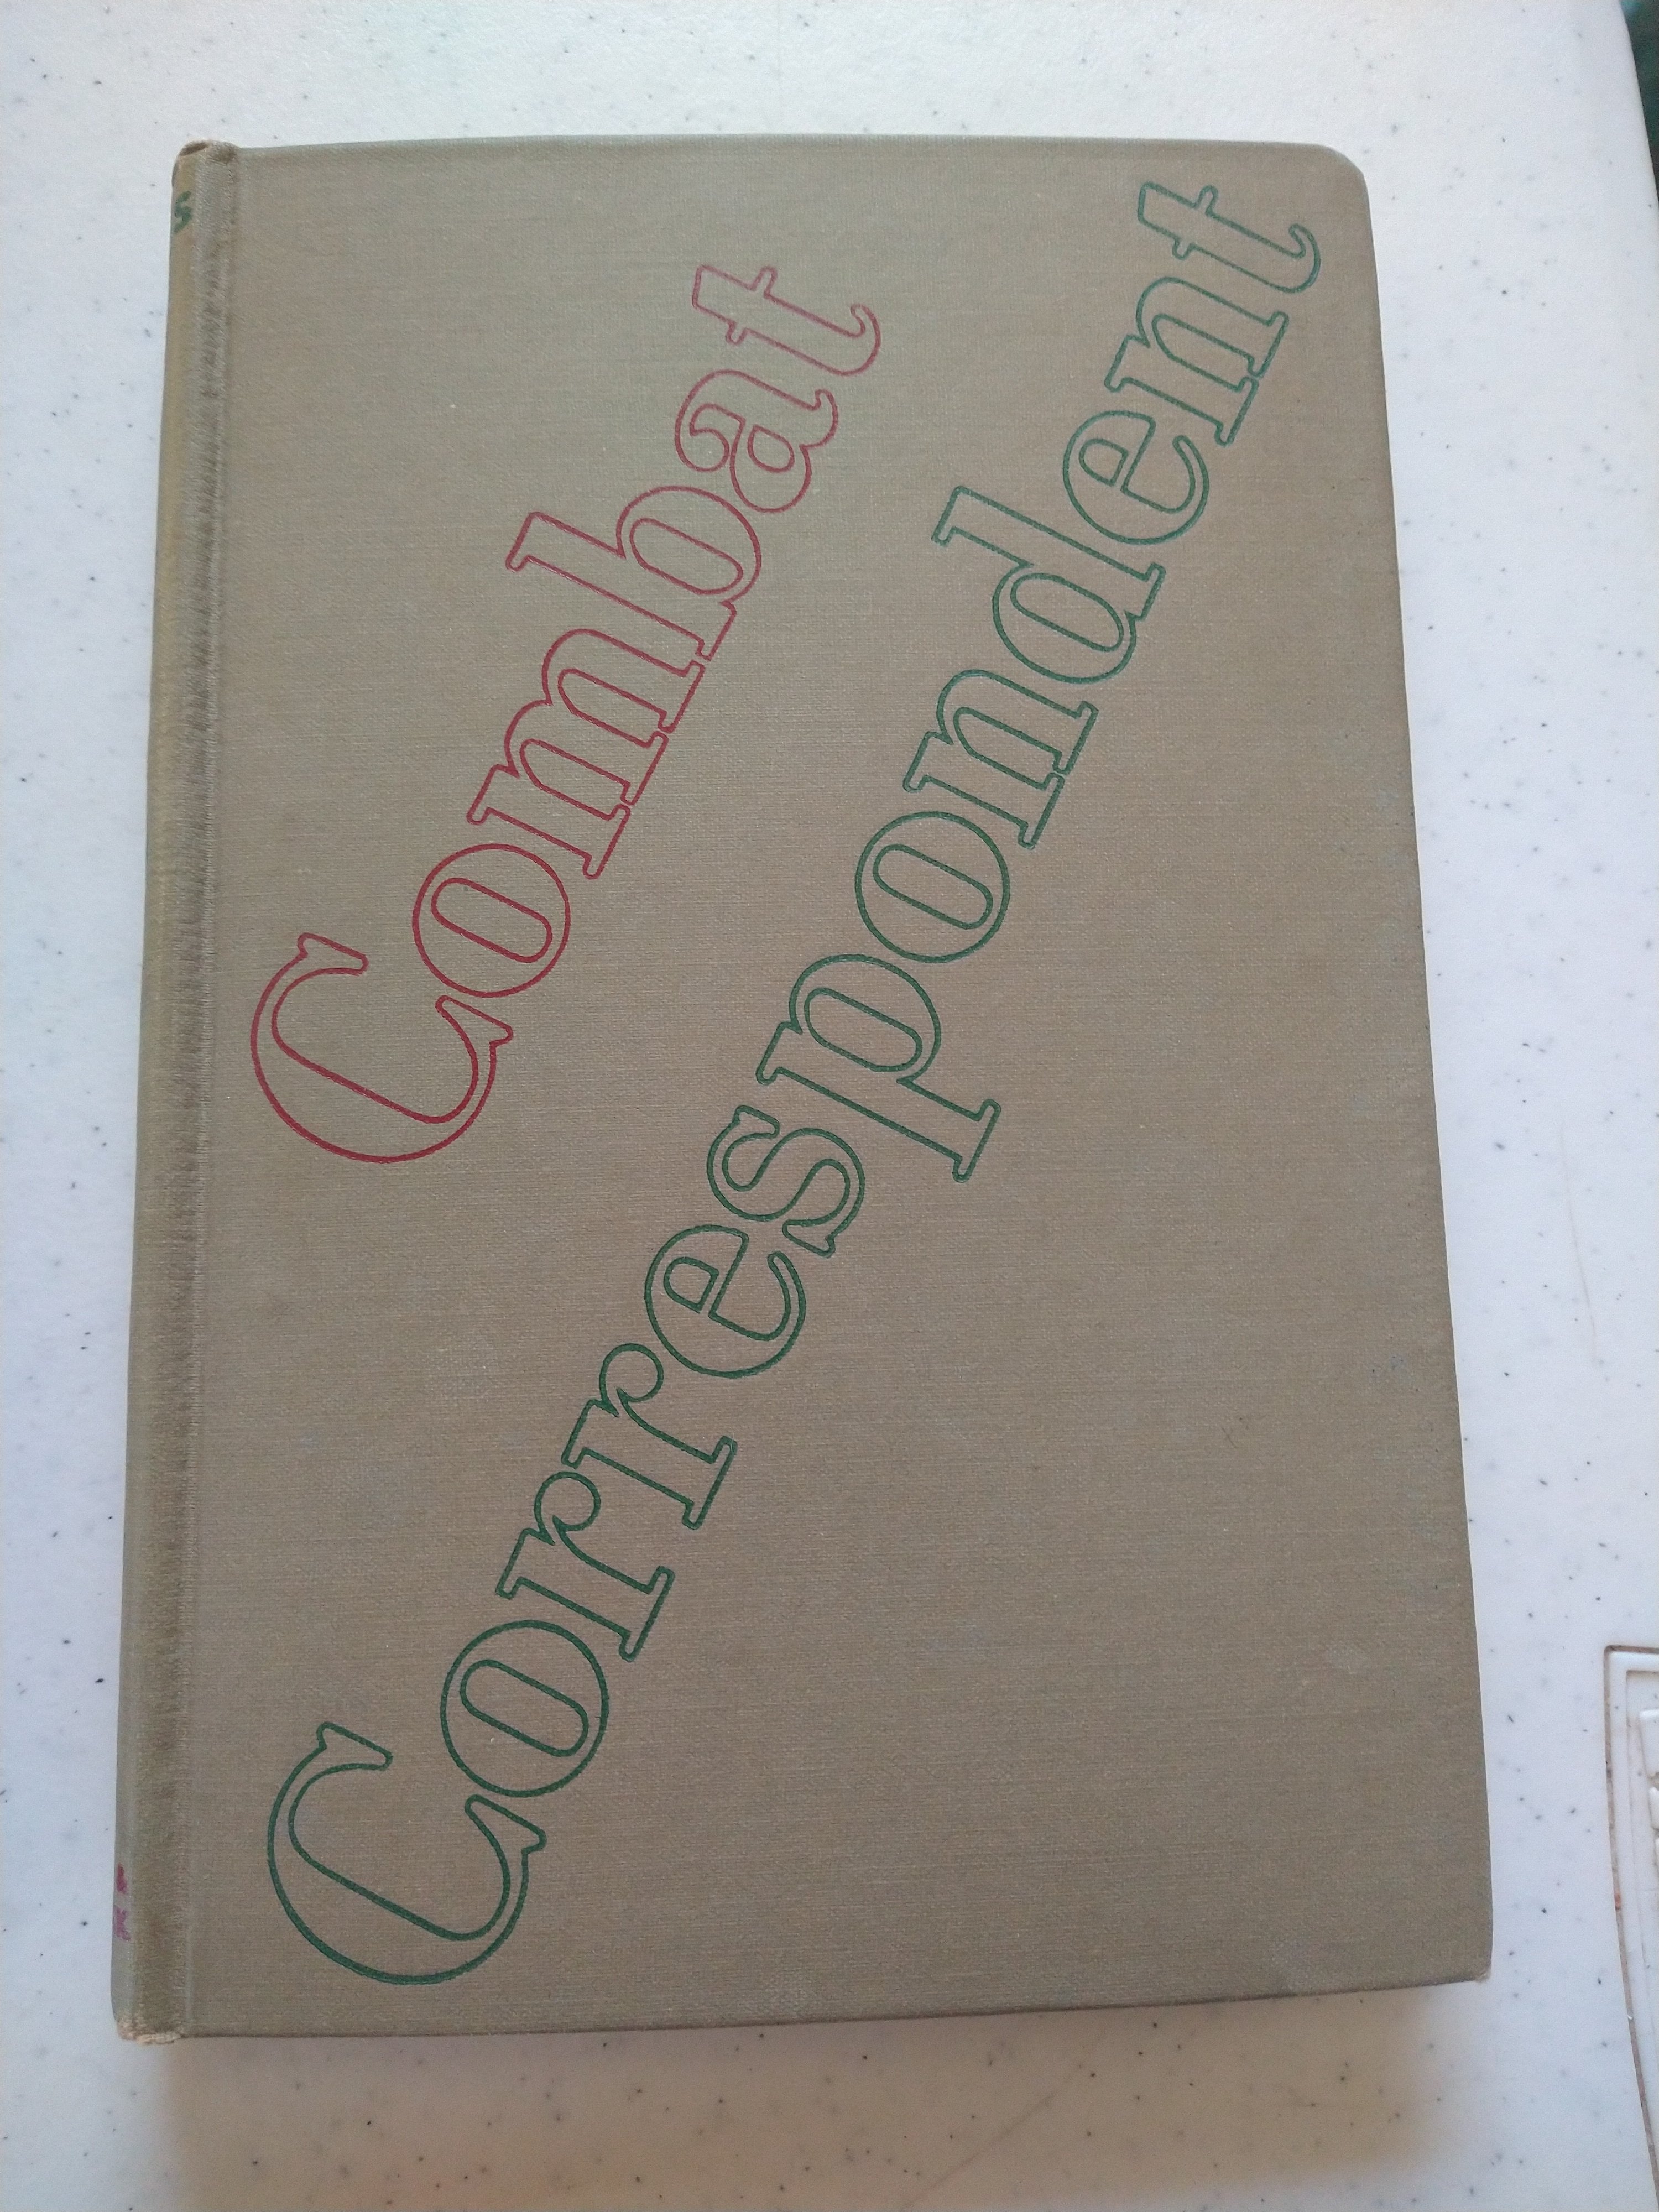 Combat
Correspondent
S
&
K